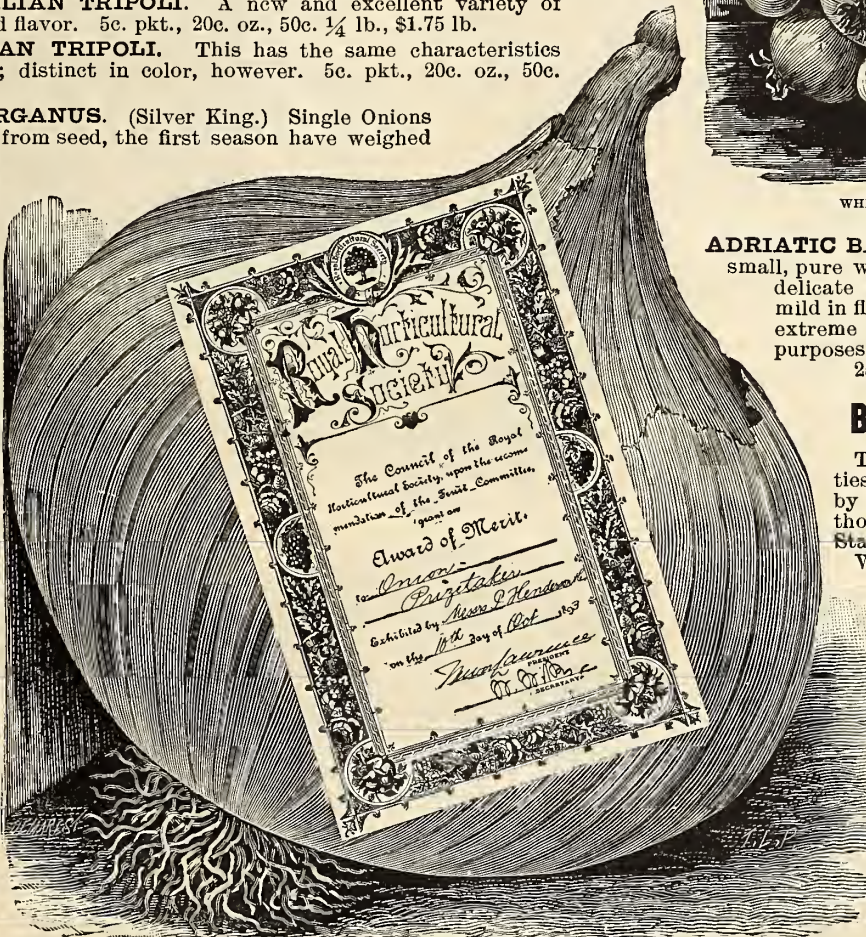 LIAN TRIPOLI. A new and excellent variety of
d flavor. 5c. pkt., 20c. oz., 50c. ¼ lb., $1.75 lb.
AN TRIPOLI. This has the same characteristics
; distinct in color, however. 5c. pkt., 20c. oz., 50c.
RGANUS. (Silver King.) Single Onions
from seed, the first season have weighed
WH
ADRIATIC BA
small, pure w
delicate
mild in fl
extreme
purposes
2
B
T
ties
by
tho
Sta
V
Royal Horticultural
Society
The Council of the Royal
Horticultural Society, upon the recom
mendation of the Fruit Committee,
grant an
Award of Merit.
to Onion
Prizetaker
Exhibited by Messrs P Henderson
on the 10th day of Oct 1893
PRESIDENT
SECRETARY
T.L.P